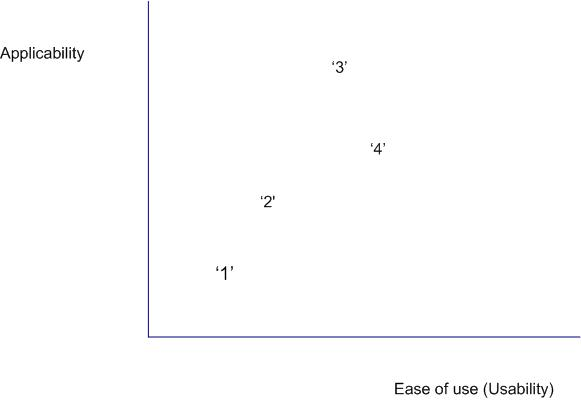 Applicability
‘3’
‘4’
‘2'
‘1’
Ease of use (Usability)